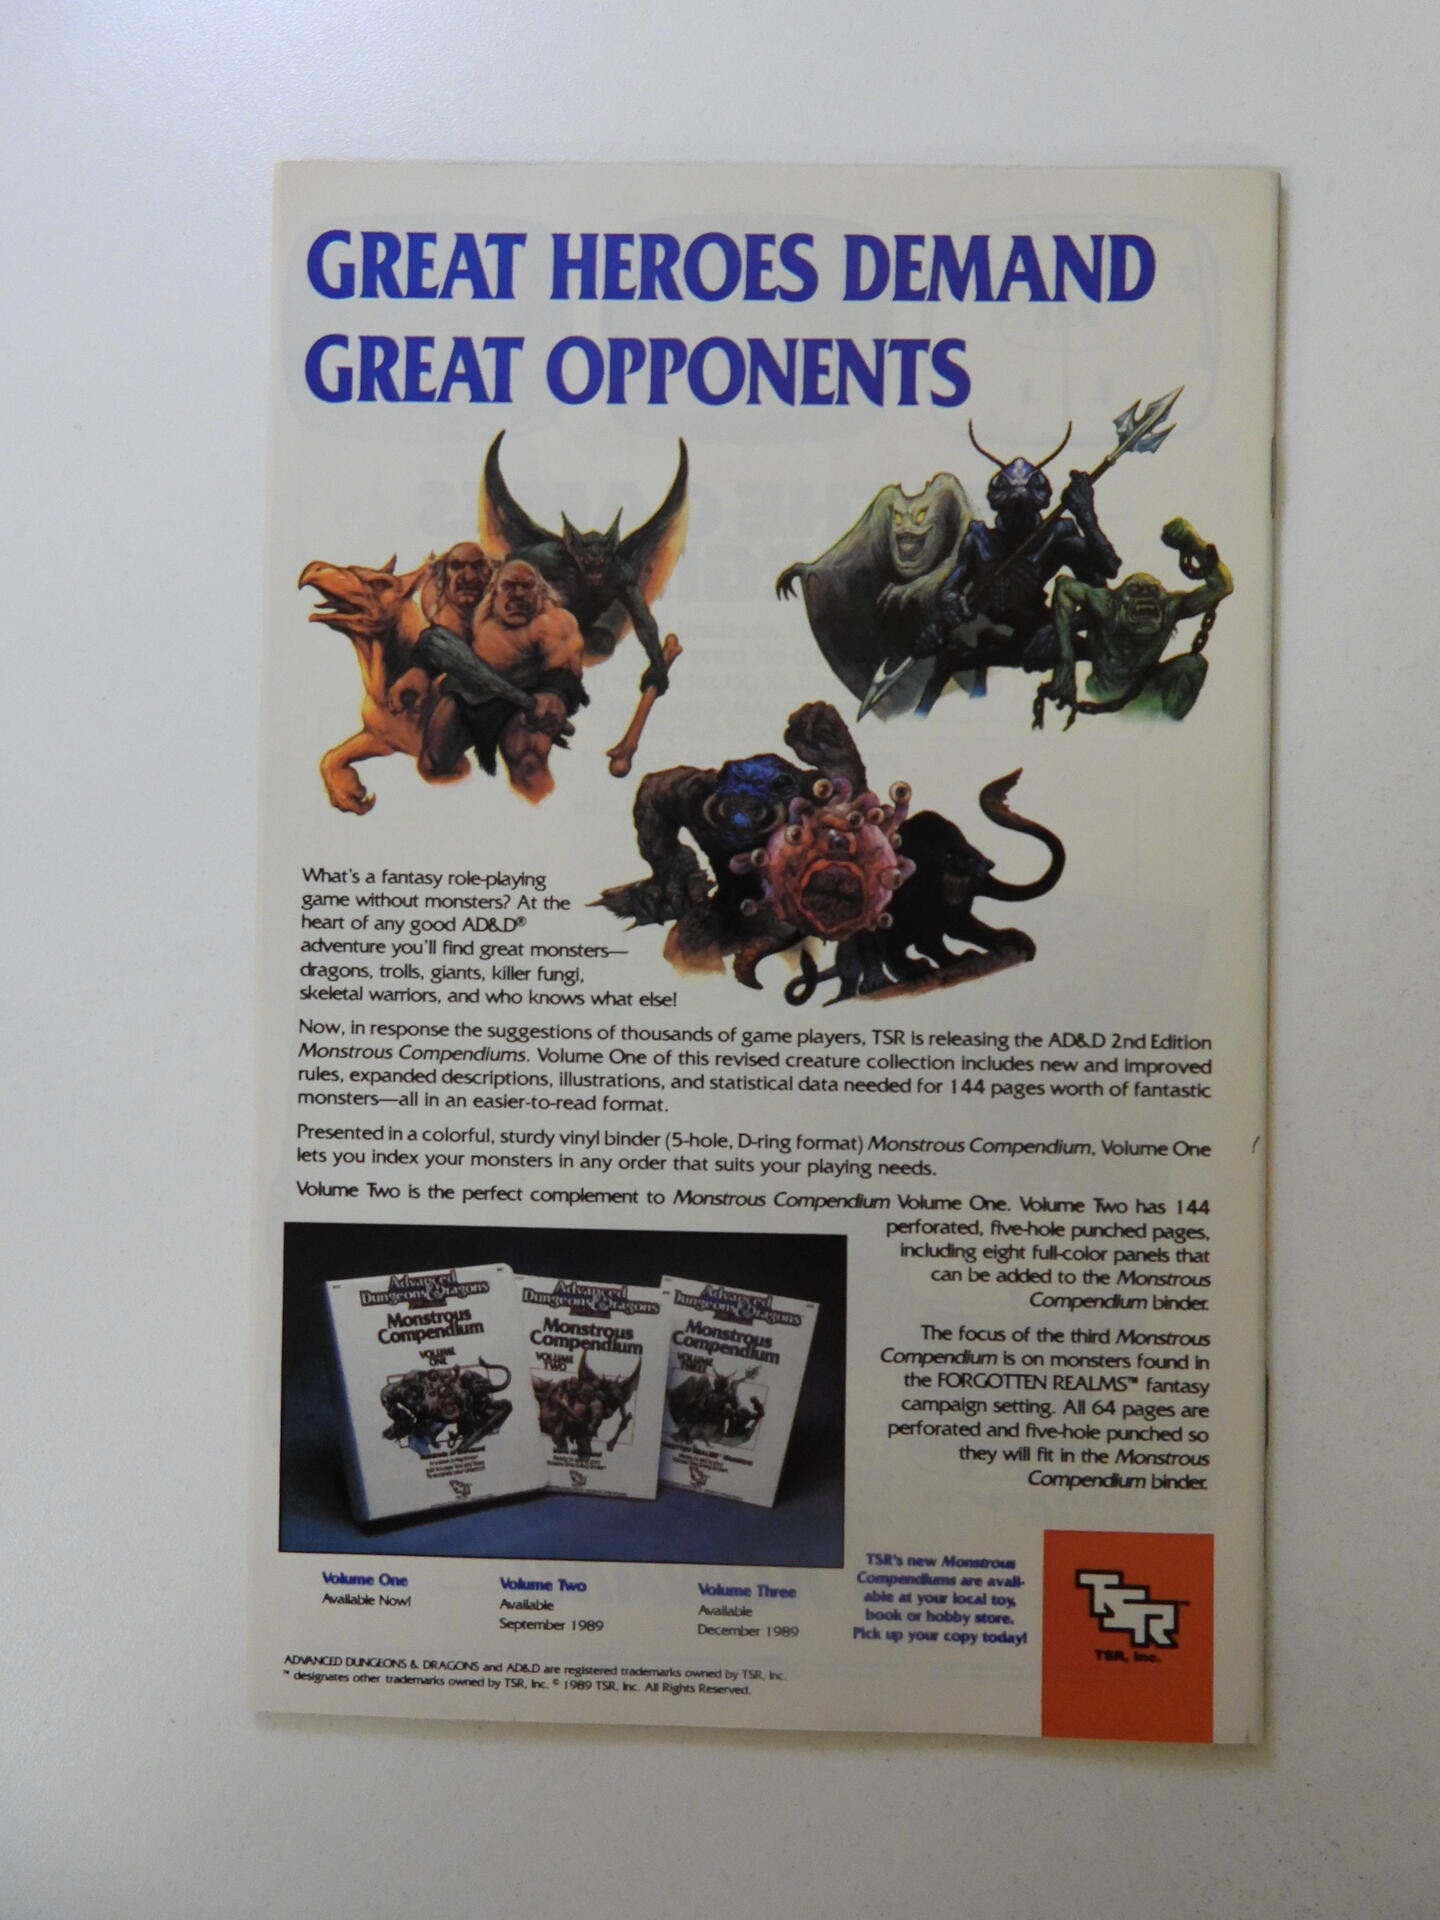 GREAT HEROES DEMAND
GREAT OPPONENTS
What's a fantasy role-playing
game without monsters? At the
heart of any good AD&D®
adventure you'll find great monsters—
dragons, trolls, giants, killer fungi,
skeletal warriors, and who knows what else!
Now, in response the suggestions of thousands of game players, TSR is releasing the AD&D 2nd Edition
Monstrous Compendiums. Volume One of this revised creature collection includes new and improved
rules, expanded descriptions, illustrations, and statistical data needed for 144 pages worth of fantastic
monsters—all in an easier-to-read format.
Presented in a colorful, sturdy vinyl binder (5-hole, D-ring format) Monstrous Compendium, Volume One
lets you index your monsters in any order that suits your playing needs.
Volume Two is the perfect complement to Monstrous Compendium Volume One. Volume Two has 144
perforated, five-hole punched pages,
including eight full-color panels that
can be added to the Monstrous
Compendium binder.
The focus of the third Monstrous
Compendium is on monsters found in
the FORGOTTEN REALMS™ fantasy
campaign setting. All 64 pages are
perforated and five-hole punched so
they will fit in the Monstrous
Compendium binder.
Advanced
Dungeons & Dragons
Monstrous
Compendium
VOLUME
ONE
Advanced
Dungeons & Dragons
Monstrous
Compendium
VOLUME
TWO
Advanced
Dungeons & Dragons
Monstrous
Compendium
VOLUME
THREE
Volume One
Available Now!
Volume Two
Available
September 1989
Volume Three
Available
December 1989
TSR's new Monstrous
Compendiums are avail-
able at your local toy,
book or hobby store.
Pick up your copy today!
TSR™
TSR, Inc.
ADVANCED DUNGEONS & DRAGONS and AD&D are registered trademarks owned by TSR, Inc.
™ designates other trademarks owned by TSR, Inc. © 1989 TSR, Inc. All Rights Reserved.